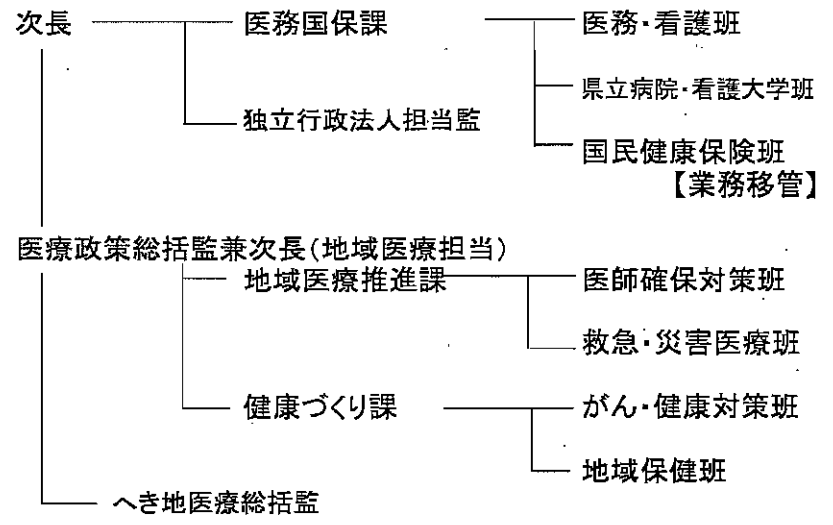 次長 医務国保課 医務・看護班
県立病院・看護大学班
独立行政法人担当監
国民健康保険班
【業務移管】
医療政策総括監兼次長(地域医療担当)
地域医療推進課 医師確保対策班
救急・災害医療班
健康づくり課 がん・健康対策班
地域保健班
へき地医療総括監